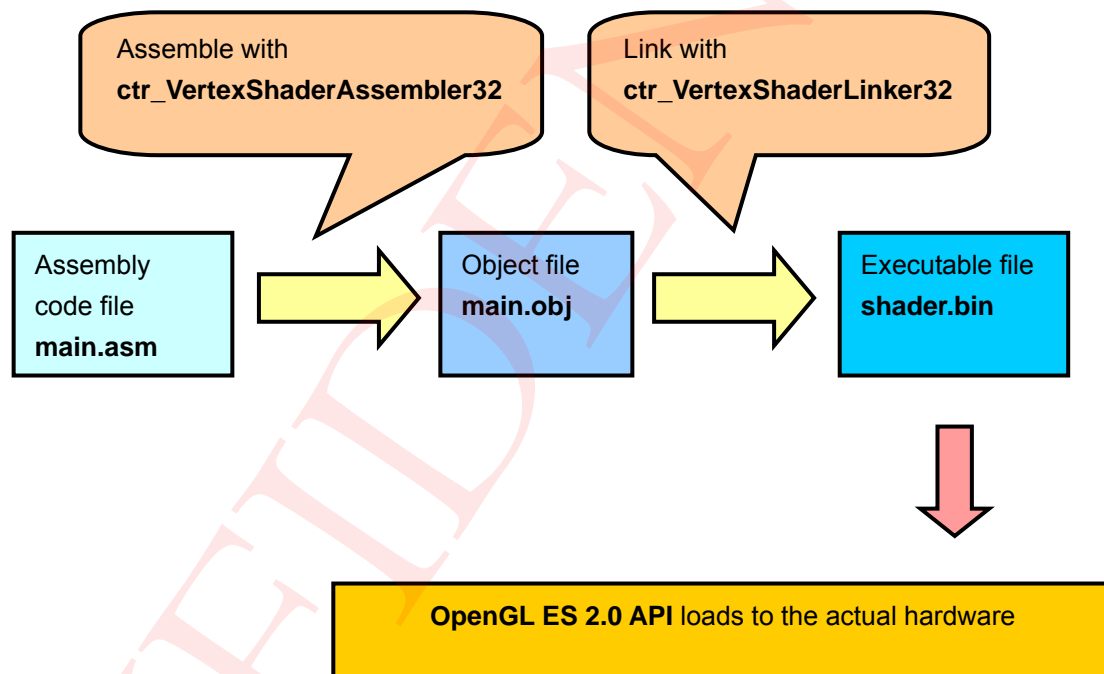 Assemble with
ctr_VertexShaderAssembler32
Link with
ctr_VertexShaderLinker32
Assembly
code file
main.asm
Object file
main.obj
Executable file
shader.bin
OpenGL ES 2.0 API loads to the actual hardware